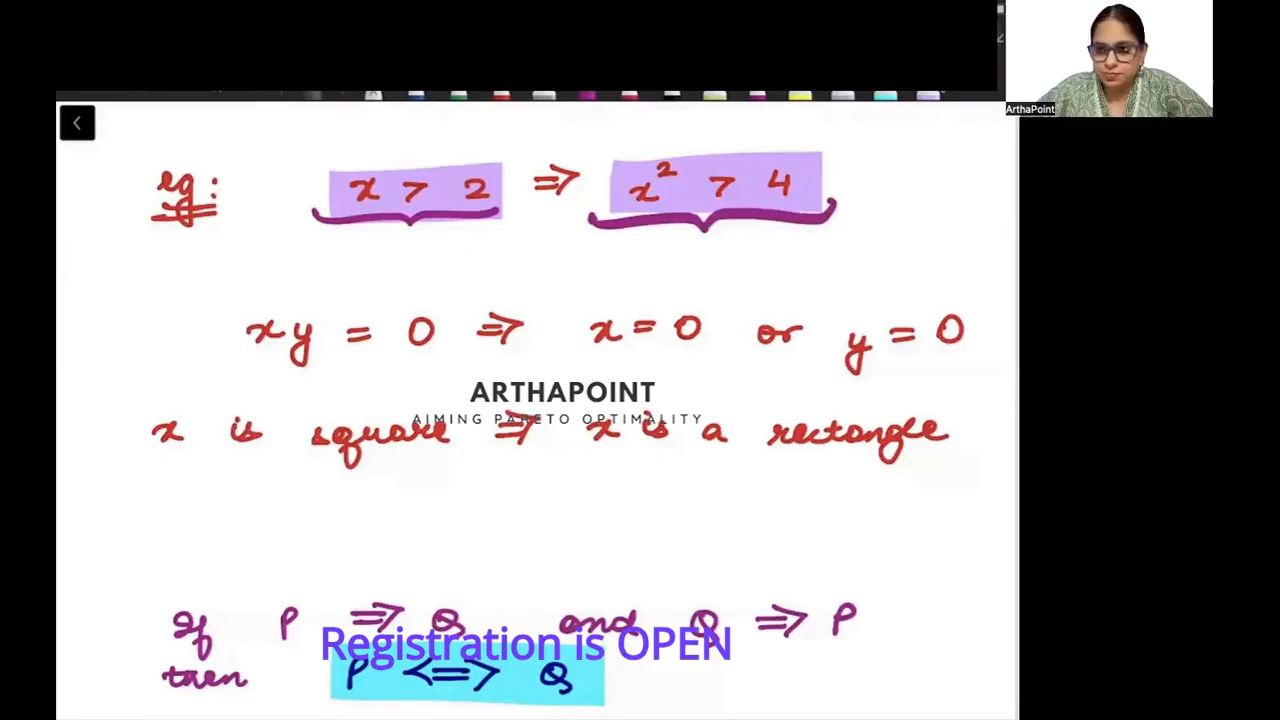 ArthaPoint
eg: x > 2 ⇒ x² > 4
xy = 0 ⇒ x = 0 or y = 0
ARTHAPOINT
AIMING PARETO OPTIMALITY
x is square ⇒ x is a rectangle
If P ⇒ Q and Q ⇒ P
Registration is OPEN
then P <=> Q